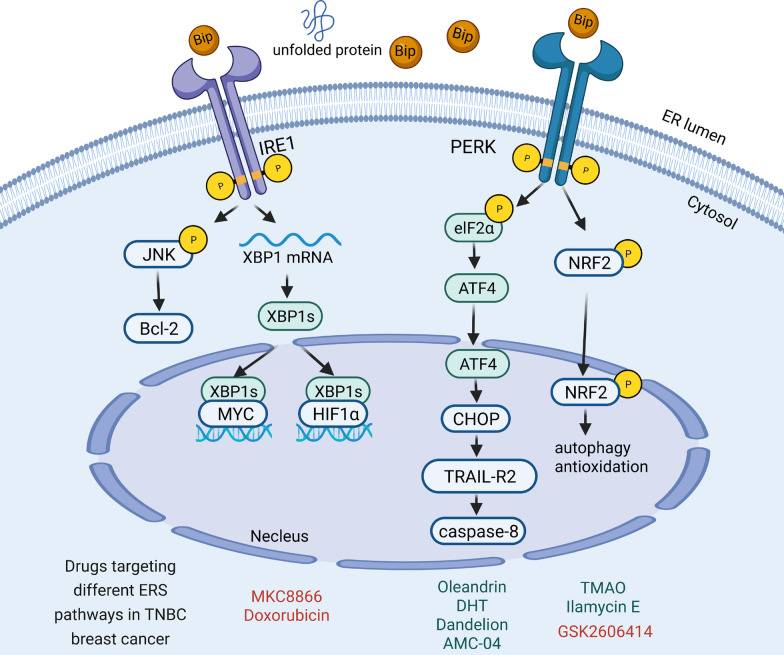 Bip
unfolded protein
Bip
Bip
Bip
IRE1
PERK
ER lumen
Cytosol
P
P
P
P
JNK
P
XBP1 mRNA
eIF2α
P
NRF2
P
Bcl-2
XBP1s
ATF4
XBP1s
MYC
XBP1s
HIF1α
ATF4
NRF2
P
CHOP
autophagy
antioxidation
TRAIL-R2
caspase-8
Necleus
Drugs targeting
different ERS
pathways in TNBC
breast cancer
MKC8866
Doxorubicin
Oleandrin
DHT
Dandelion
AMC-04
TMAO
Ilamycin E
GSK2606414